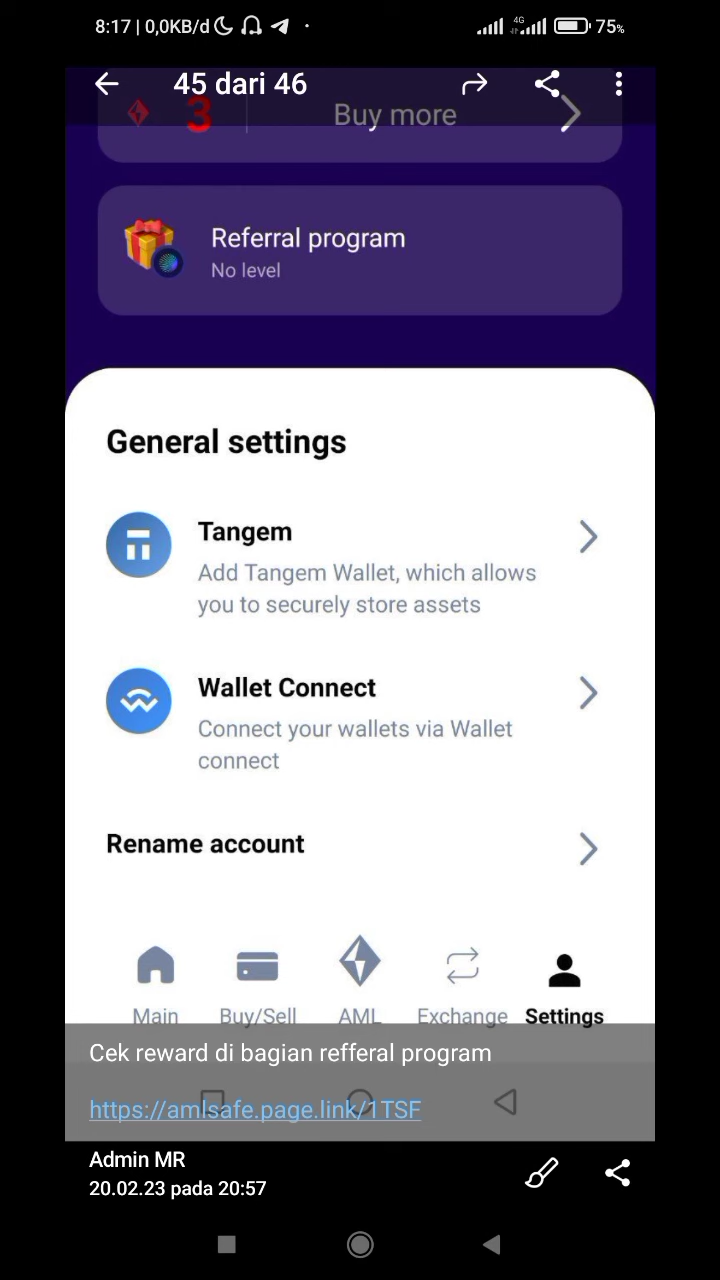 8:17 | 0,0KB/d
4G
75%
45 dari 46
3
Buy more
Referral program
No level
General settings
Tangem
Add Tangem Wallet, which allows
you to securely store assets
Wallet Connect
Connect your wallets via Wallet
connect
Rename account
Main Buy/Sell AML Exchange Settings
Cek reward di bagian refferal program
https://amlsafe.page.link/1TSF
Admin MR
20.02.23 pada 20:57